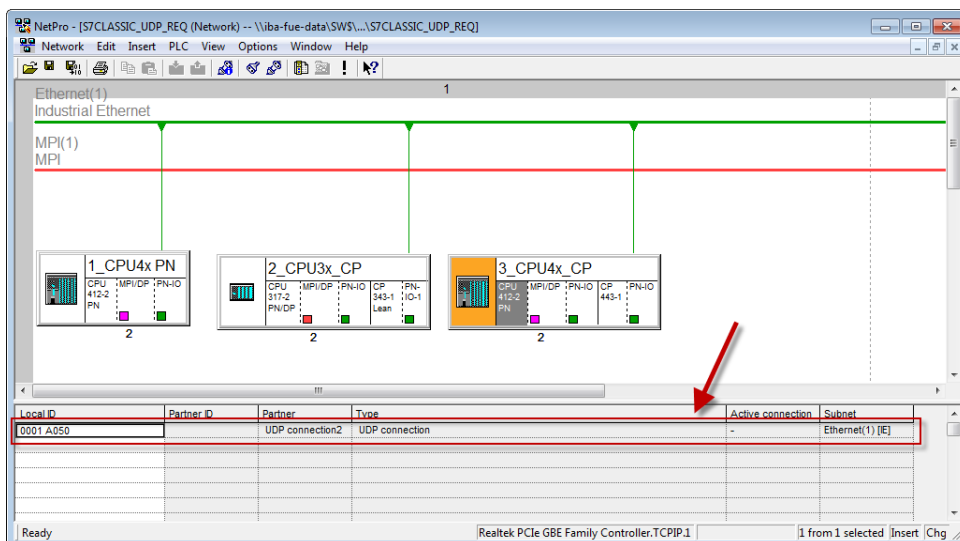 NetPro - [S7CLASSIC_UDP_REQ (Network) -- \\iba-fue-data\SWS\...\S7CLASSIC_UDP_REQ]
Network Edit Insert PLC View Options Window Help
Ethernet(1)
1
Industrial Ethernet
MPI(1)
MPI
1_CPU4x PN
CPU 412-2 PN
MPI/DP
PN-IO
2
2_CPU3x_CP
CPU 317-2 PN/DP
MPI/DP
PN-IO
CP 343-1 Lean
PN-IO-1
2
3_CPU4x_CP
CPU 412-2 PN
MPI/DP
PN-IO
CP 443-1
PN-IO
2
Local ID Partner ID Partner Type Active connection Subnet
0001 A050 UDP connection2 UDP connection - Ethernet(1) [IE]
Ready Realtek PCIe GBE Family Controller.TCPIP.1 1 from 1 selected Insert Chg